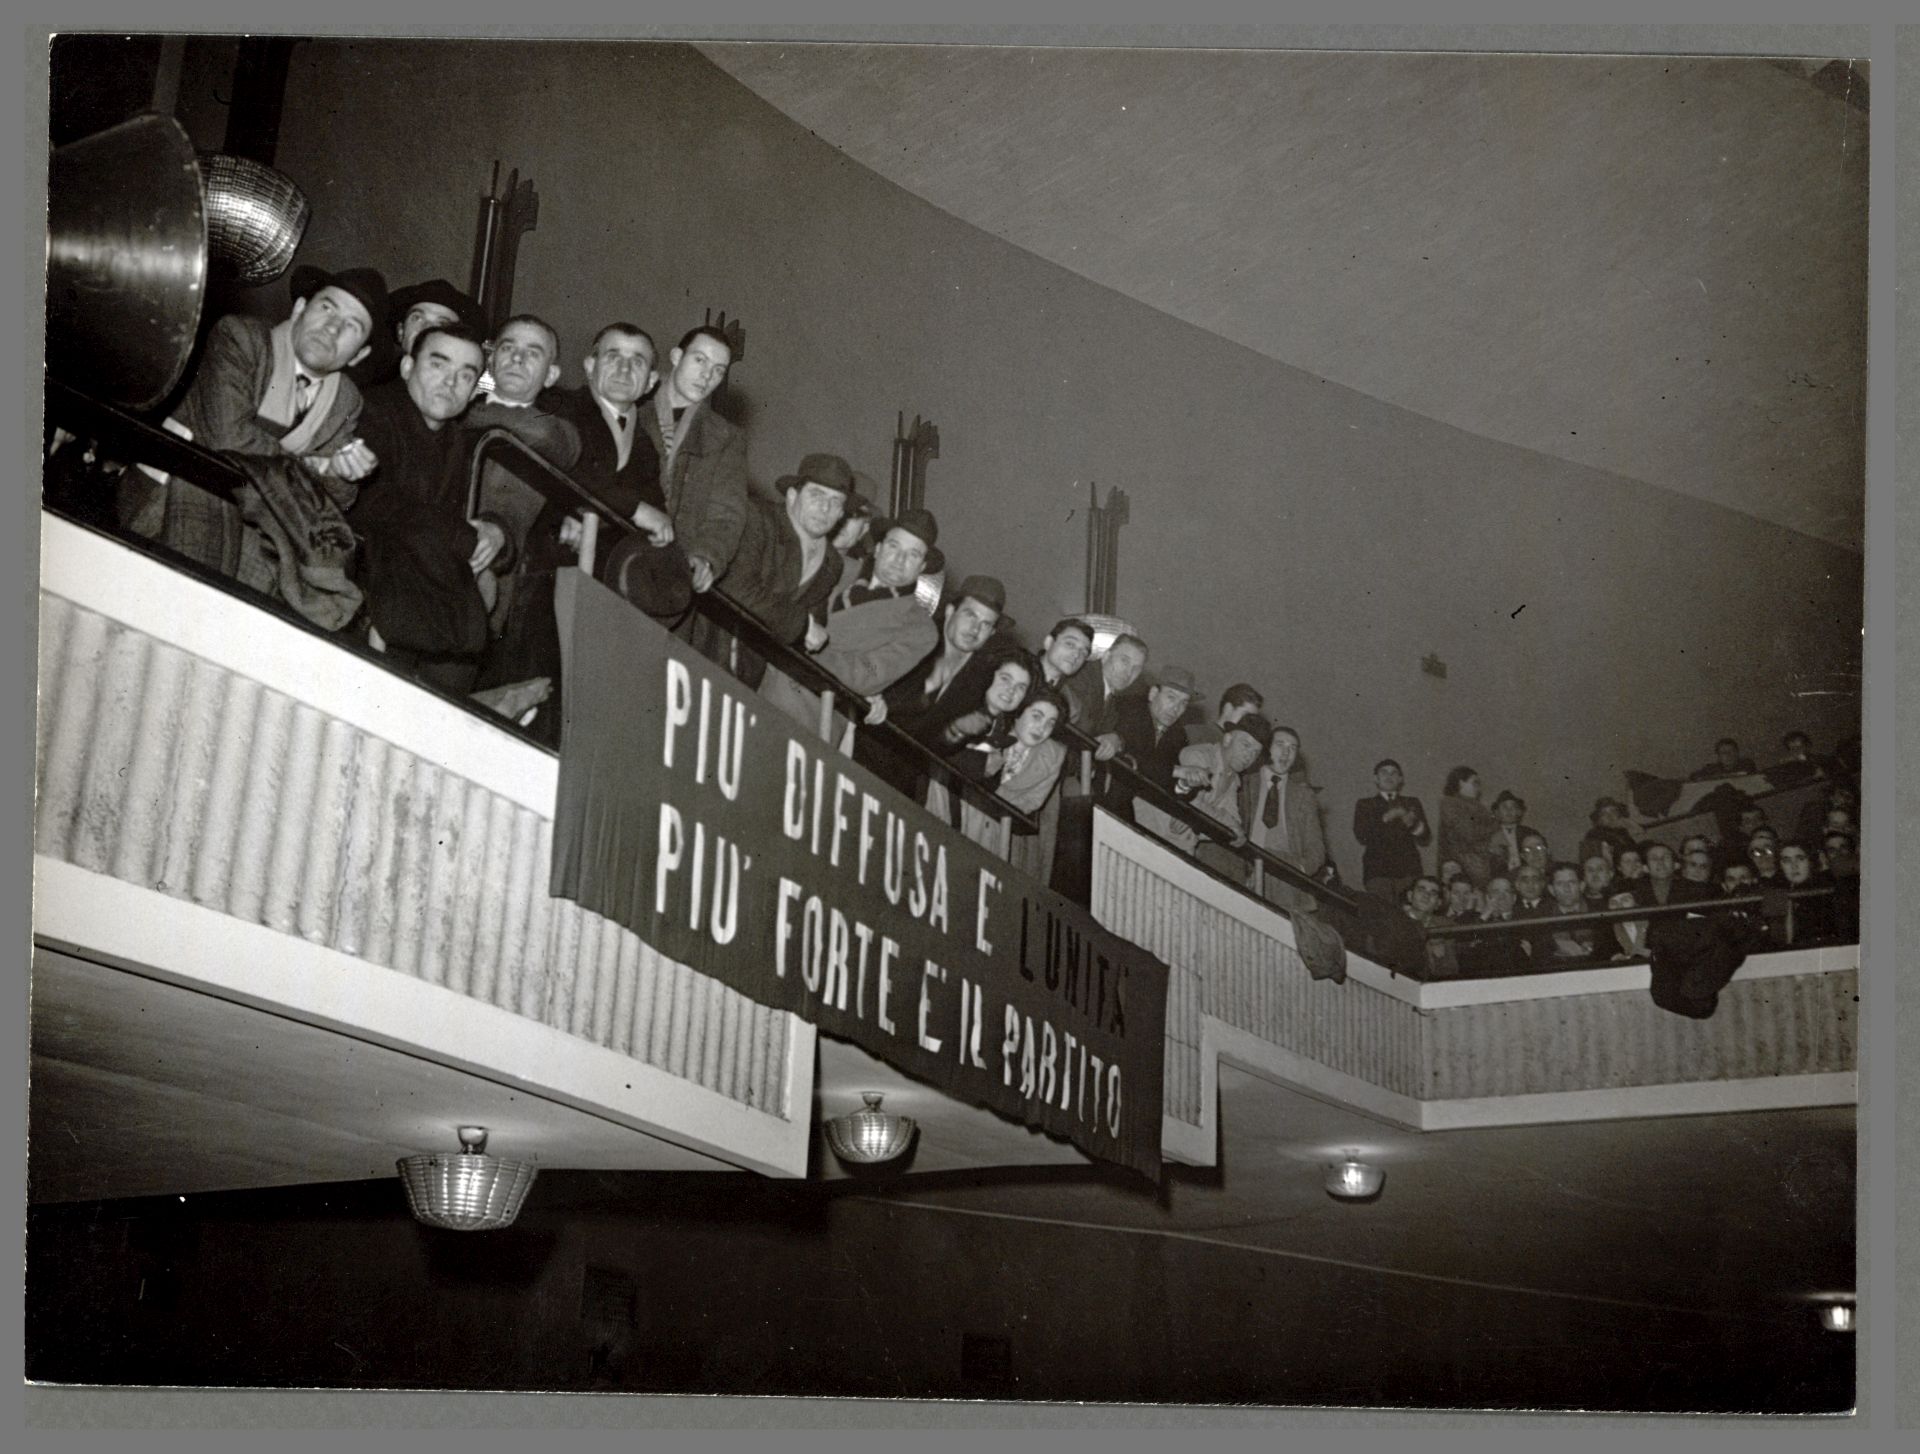 PIU' DIFFUSA E' L'UNITA'
PIU' FORTE E' IL PARTITO